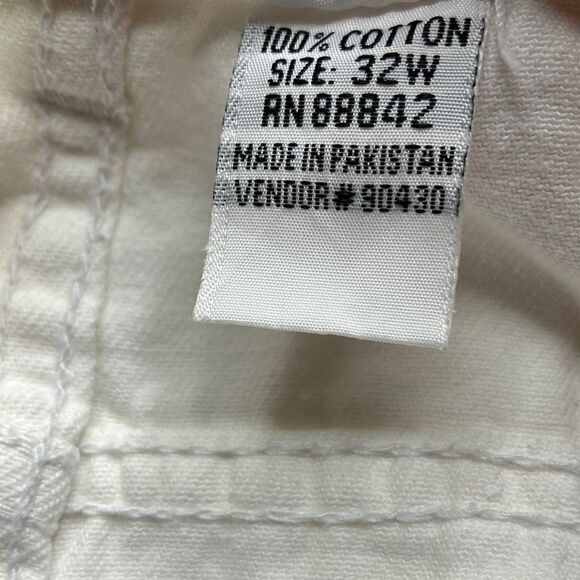 100% COTTON
SIZE: 32W
RN 88842
MADE IN PAKISTAN
VENDOR# 90430